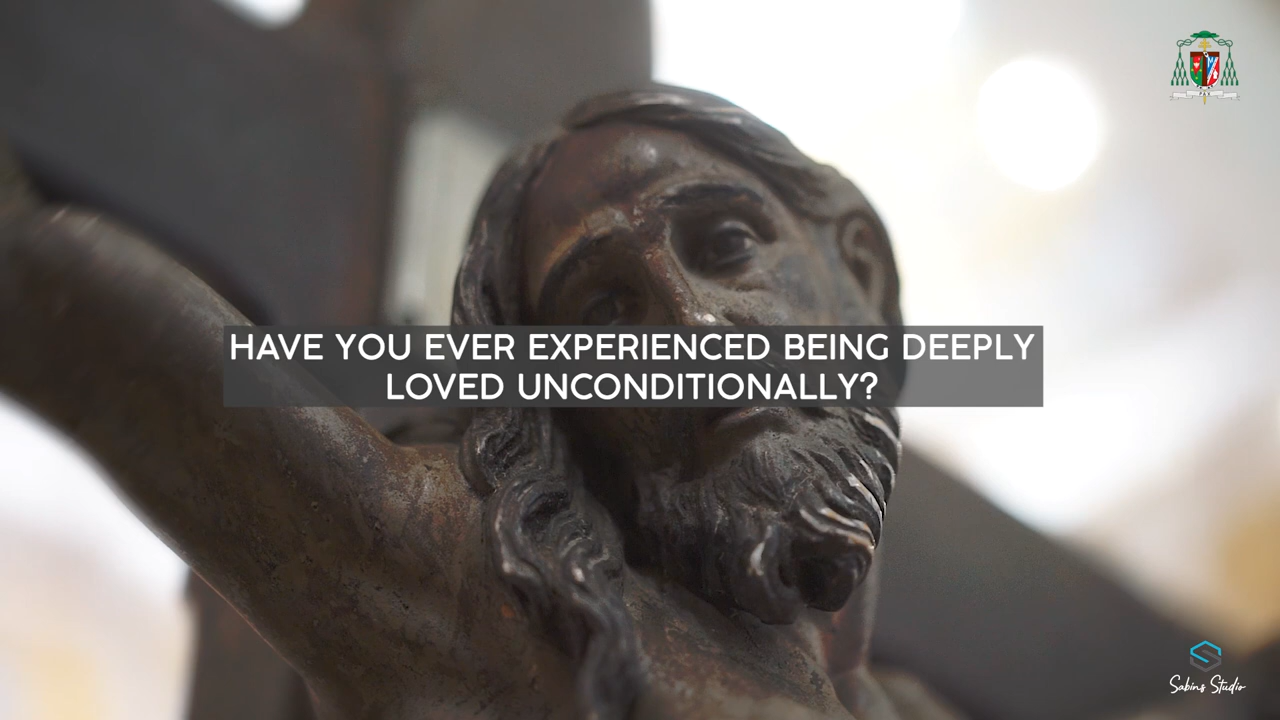 HAVE YOU EVER EXPERIENCED BEING DEEPLY
LOVED UNCONDITIONALLY?
Sabins Studio